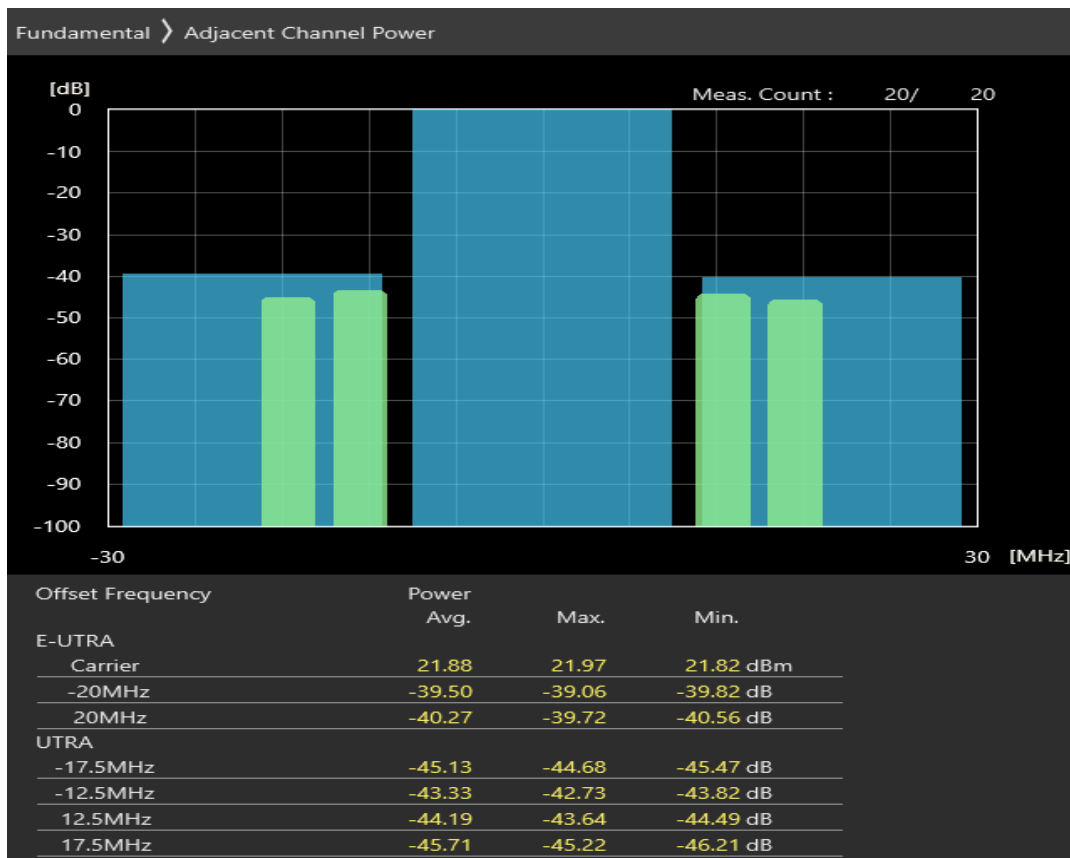 Fundamental 〉 Adjacent Channel Power
[dB]
Meas. Count : 20/ 20
0
-10
-20
-30
-40
-50
-60
-70
-80
-90
-100
-30 30 [MHz]
Offset Frequency Power
Avg. Max. Min.
E-UTRA
Carrier 21.88 21.97 21.82 dBm
-20MHz -39.50 -39.06 -39.82 dB
20MHz -40.27 -39.72 -40.56 dB
UTRA
-17.5MHz -45.13 -44.68 -45.47 dB
-12.5MHz -43.33 -42.73 -43.82 dB
12.5MHz -44.19 -43.64 -44.49 dB
17.5MHz -45.71 -45.22 -46.21 dB